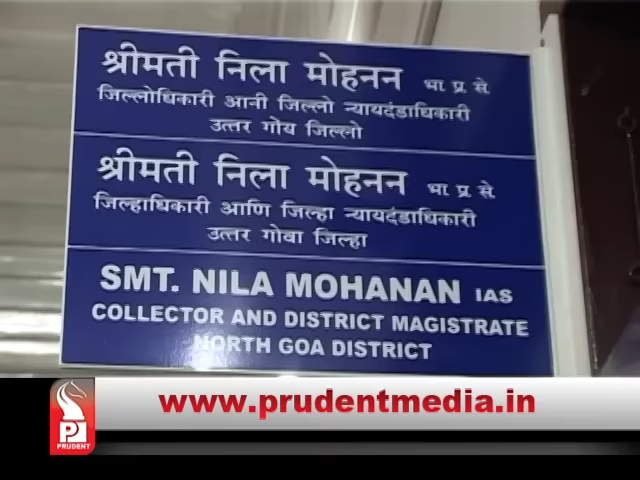 श्रीमती निला मोहनन भा प्र से
जिल्लोधिकारी आनी जिल्लो न्यायदंडाधिकारी
उत्तर गोंय जिल्लो
श्रीमती निला मोहनन भा प्र से
जिल्हाधिकारी आणि जिल्हा न्यायदंडाधिकारी
उत्तर गोवा जिल्हा
SMT. NILA MOHANAN IAS
COLLECTOR AND DISTRICT MAGISTRATE
NORTH GOA DISTRICT
www.prudentmedia.in
P
PRUDENT